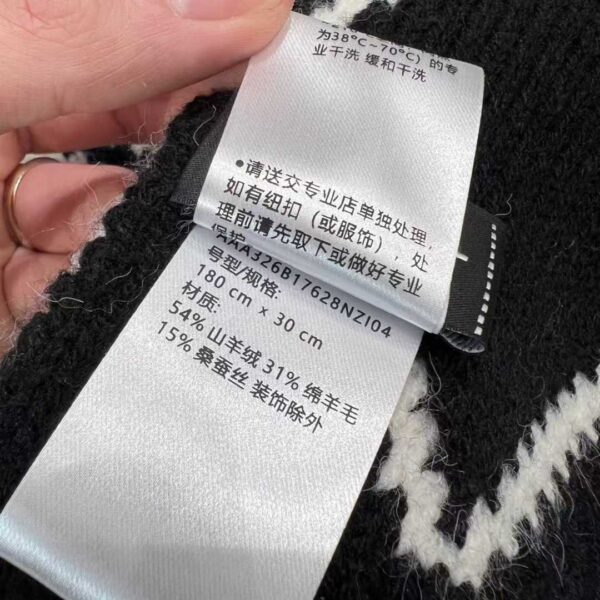 为38°C~70°C）的专
业干洗 缓和干洗
●请送交专业店单独处理，
如有纽扣（或服饰），处
理前请先取下或做好专业
保护
AAA326B17628NZI04
号型/规格:
180 cm x 30 cm
材质:
54% 山羊绒 31% 绵羊毛
15% 桑蚕丝 装饰除外